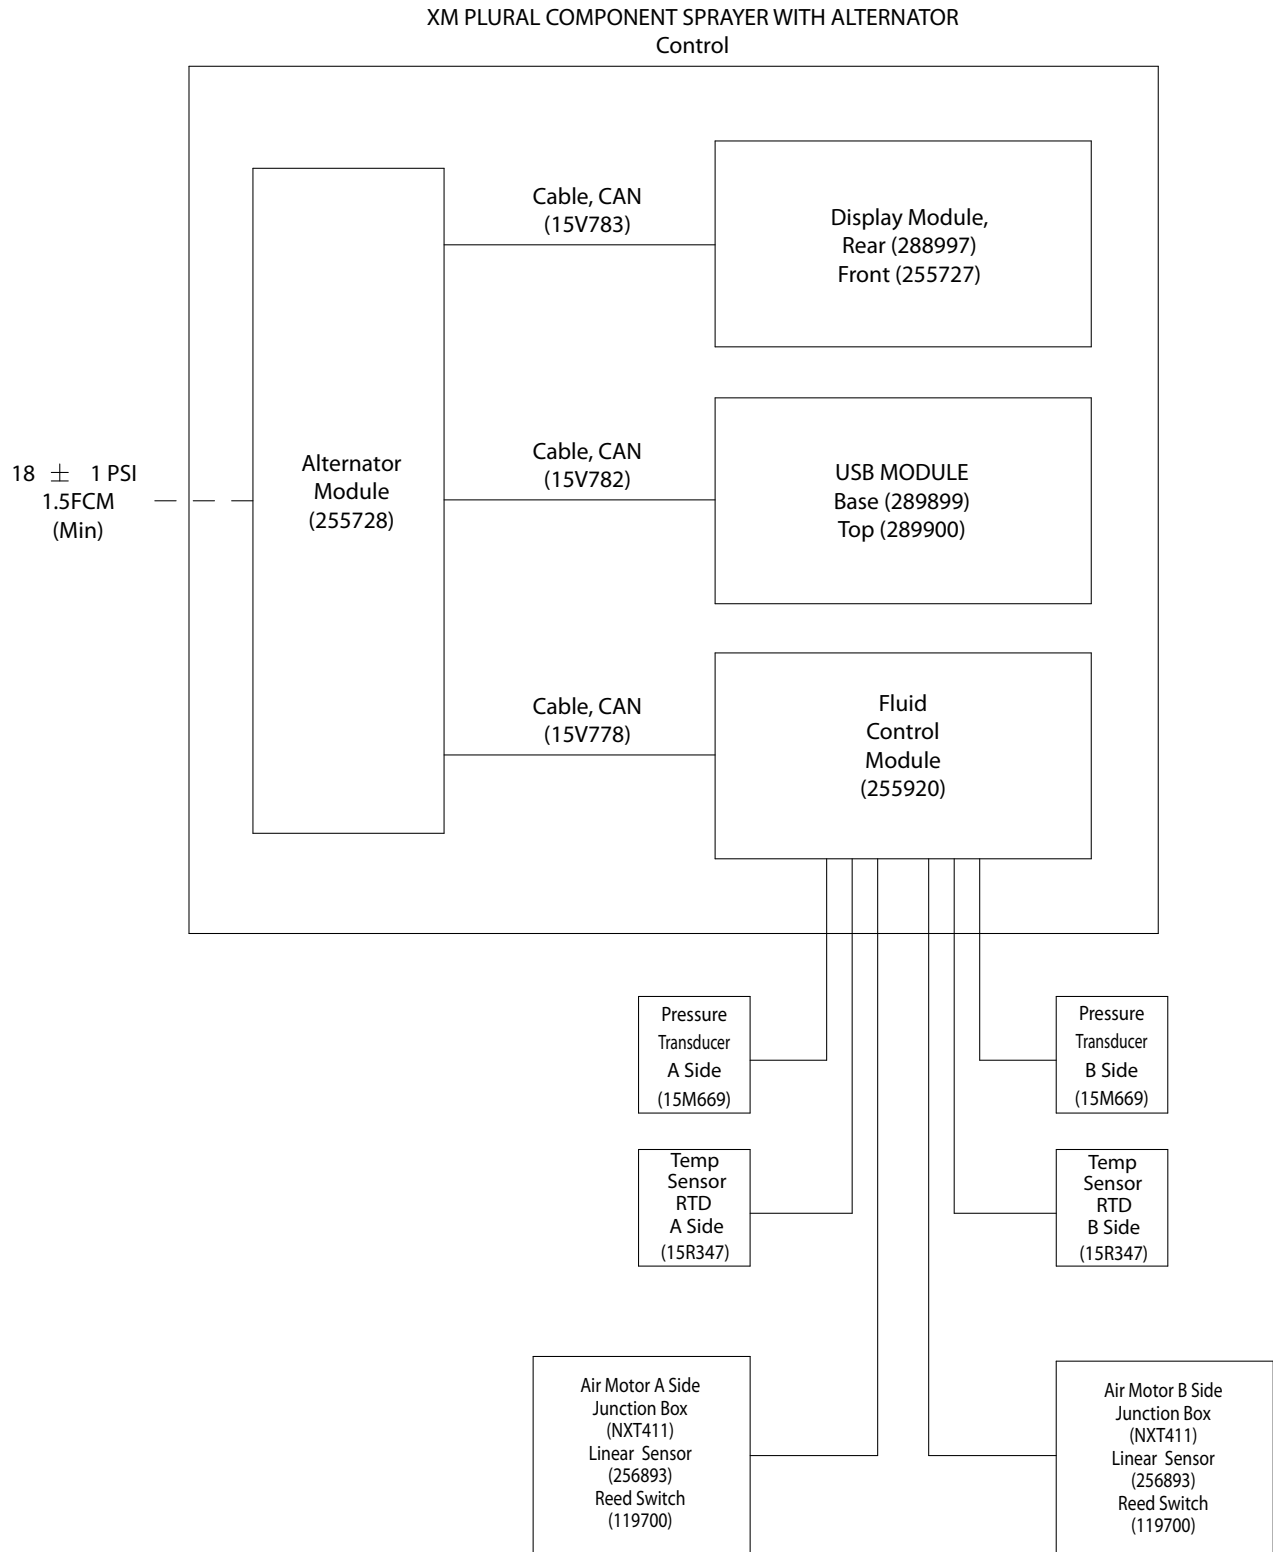 XM PLURAL COMPONENT SPRAYER WITH ALTERNATOR
Control
Cable, CAN
(15V783)
Display Module,
Rear (288997)
Front (255727)
18 ± 1 PSI
1.5FCM
(Min)
Alternator
Module
(255728)
Cable, CAN
(15V782)
USB MODULE
Base (289899)
Top (289900)
Cable, CAN
(15V778)
Fluid
Control
Module
(255920)
Pressure
Transducer
A Side
(15M669)
Pressure
Transducer
B Side
(15M669)
Temp
Sensor
RTD
A Side
(15R347)
Temp
Sensor
RTD
B Side
(15R347)
Air Motor A Side
Junction Box
(NXT411)
Linear Sensor
(256893)
Reed Switch
(119700)
Air Motor B Side
Junction Box
(NXT411)
Linear Sensor
(256893)
Reed Switch
(119700)